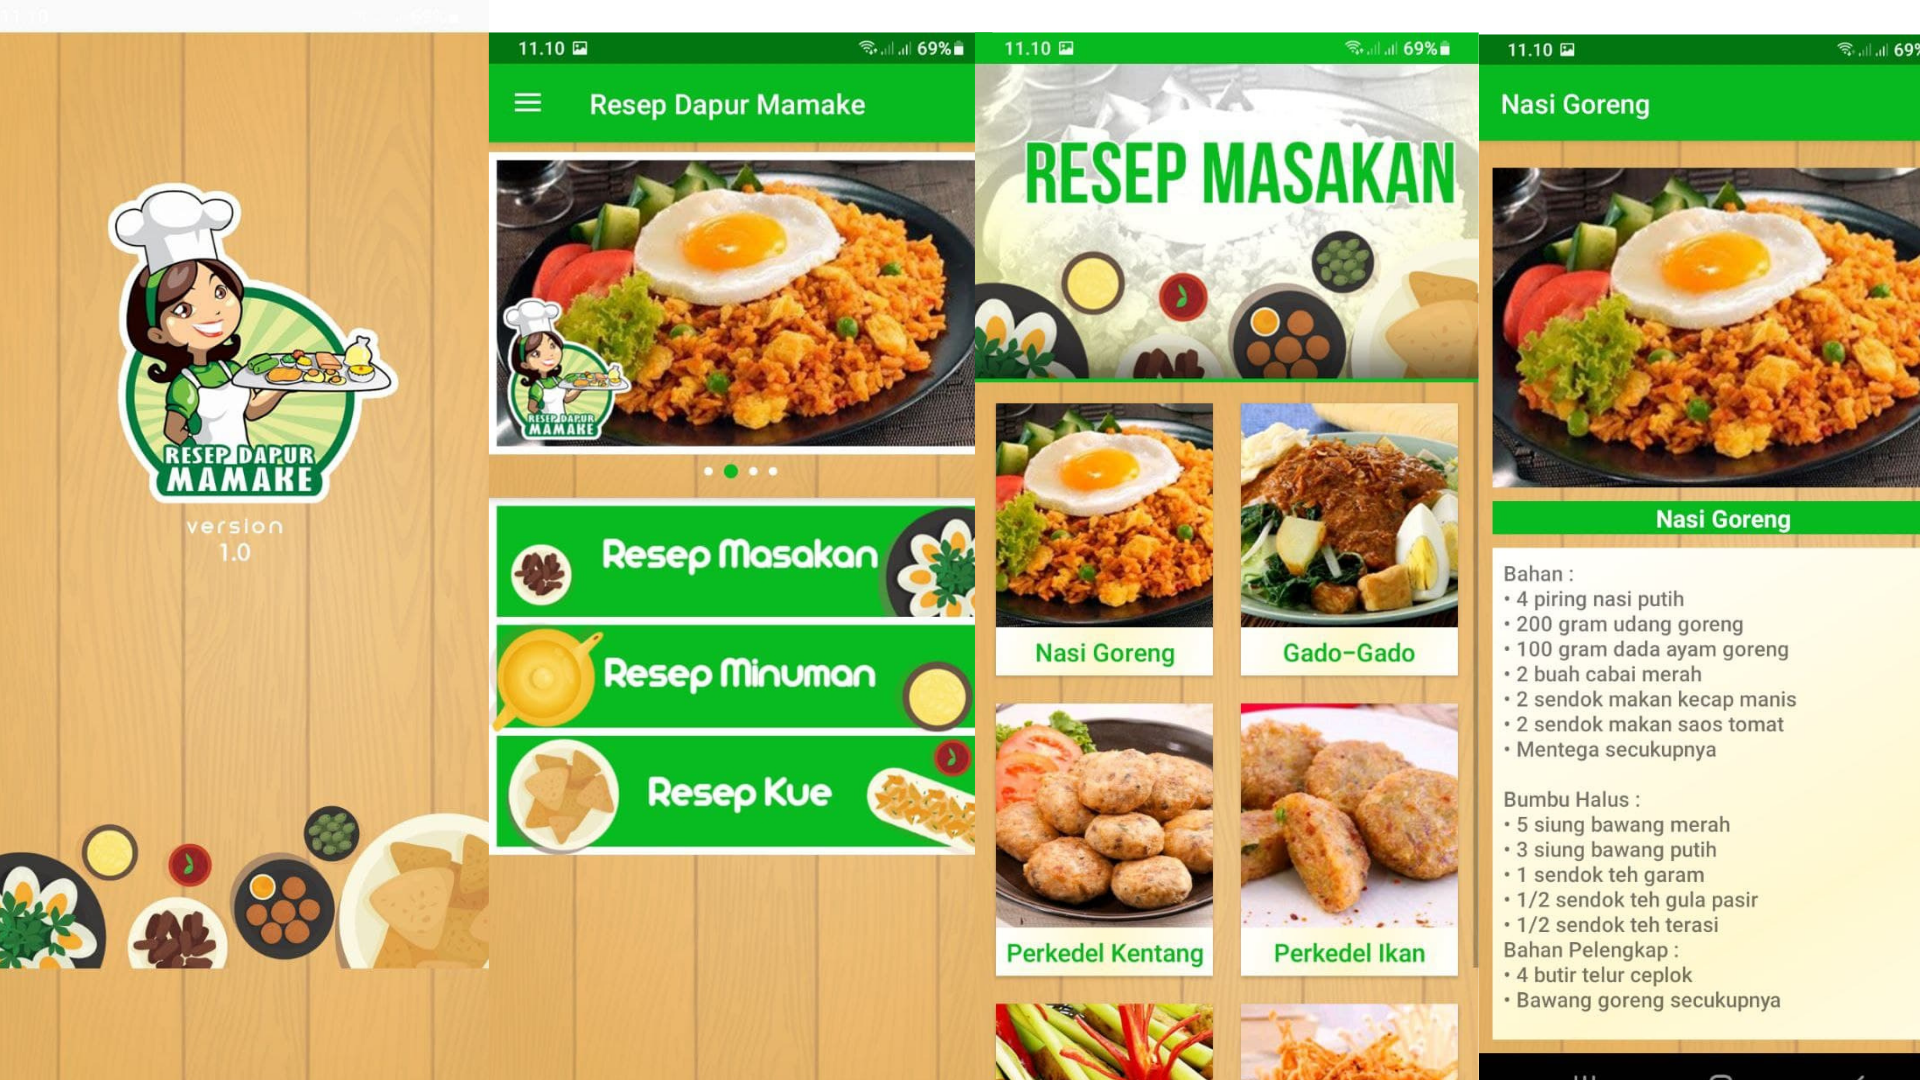 RESEP DAPUR
MAMAKE
version
1.0
11.10
69%
Resep Dapur Mamake
RESEP DAPUR
MAMAKE
Resep Masakan
Resep Minuman
Resep Kue
11.10
69%
RESEP MASAKAN
Nasi Goreng
Gado-Gado
Perkedel Kentang
Perkedel Ikan
11.10
69%
Nasi Goreng
Nasi Goreng
Bahan :
• 4 piring nasi putih
• 200 gram udang goreng
• 100 gram dada ayam goreng
• 2 buah cabai merah
• 2 sendok makan kecap manis
• 2 sendok makan saos tomat
• Mentega secukupnya
Bumbu Halus :
• 5 siung bawang merah
• 3 siung bawang putih
• 1 sendok teh garam
• 1/2 sendok teh gula pasir
• 1/2 sendok teh terasi
Bahan Pelengkap :
• 4 butir telur ceplok
• Bawang goreng secukupnya